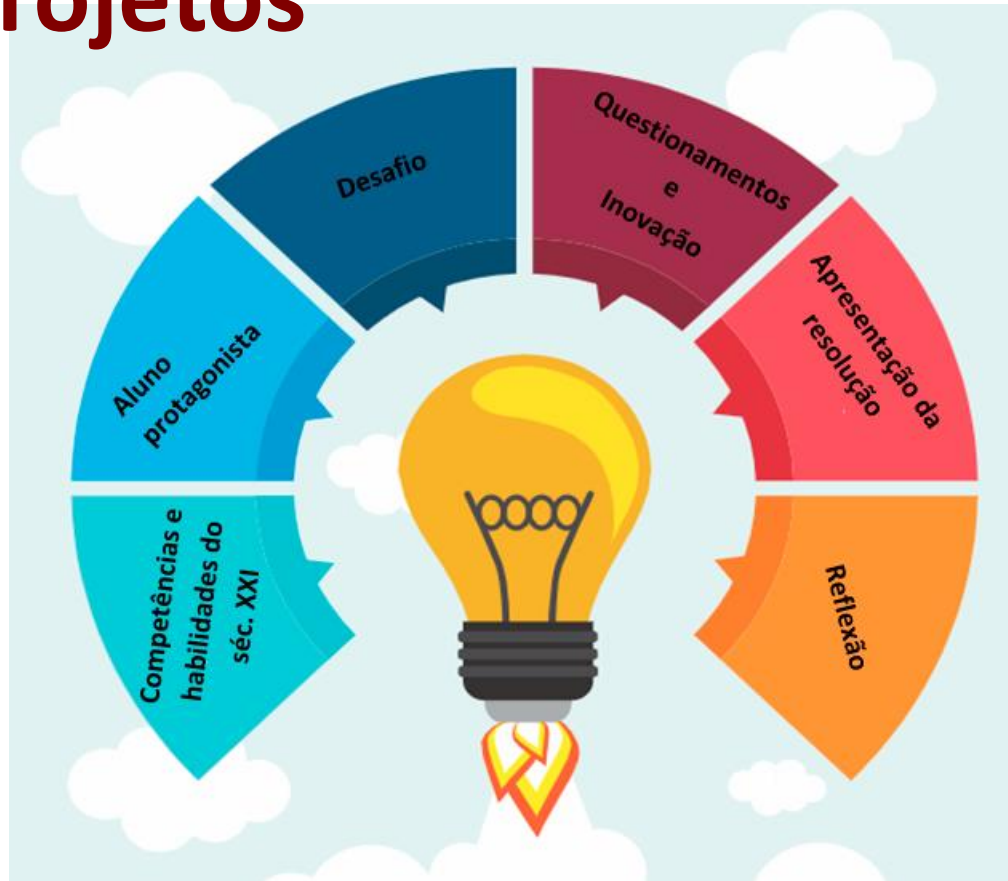 rojetos
Competências e
habilidades do
séc. XXI
Aluno
protagonista
Desafio
Questionamentos
e
Inovação
Apresentação da
resolução
Reflexão